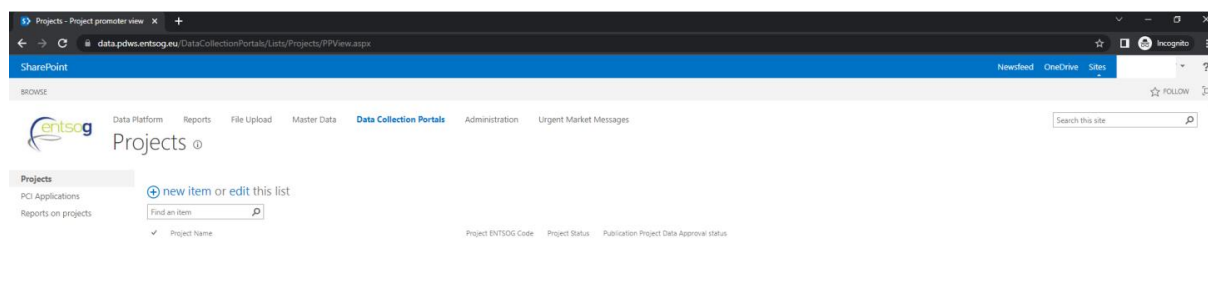 Projects - Project promoter view
data.pdws.entsog.eu/DataCollectionPortals/Lists/Projects/PPView.aspx
Incognito
SharePoint
Newsfeed OneDrive Sites
?
BROWSE
FOLLOW
entsog
Data Platform Reports File Upload Master Data Data Collection Portals Administration Urgent Market Messages
Search this site
Projects
Projects
PCI Applications
Reports on projects
new item or edit this list
Find an item
Project Name Project ENTSOG Code Project Status Publication Project Data Approval status